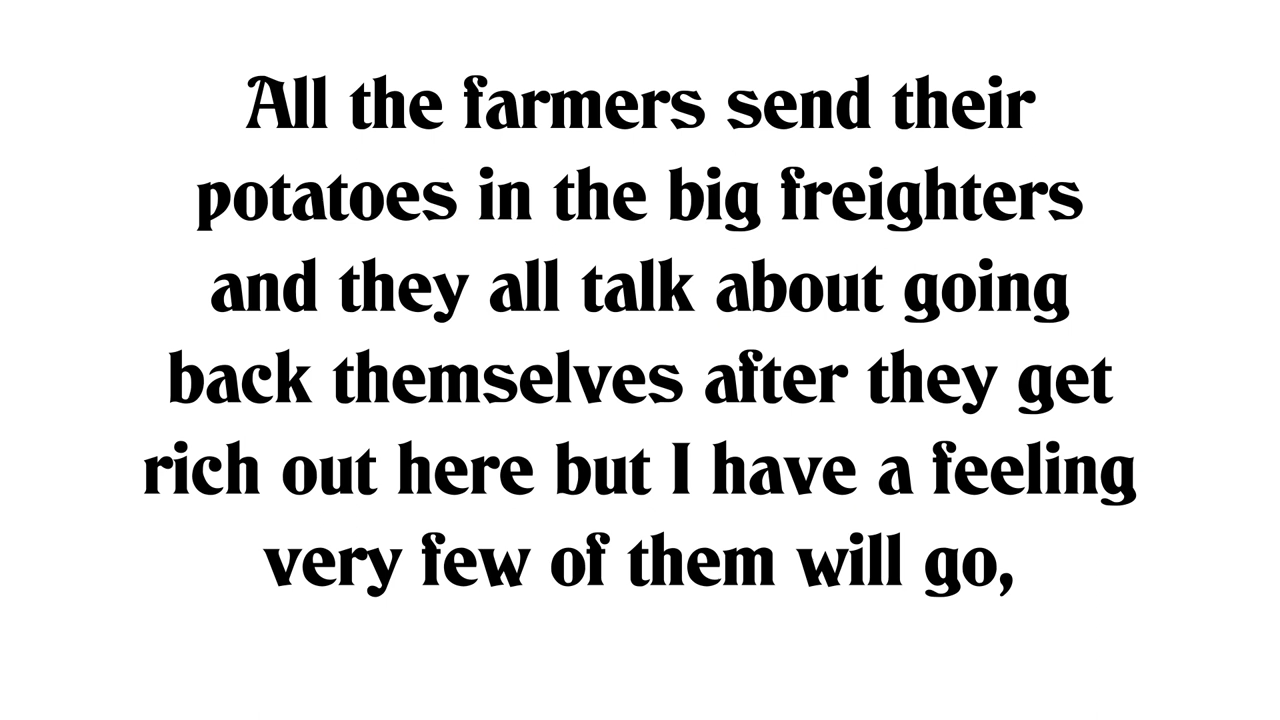 All the farmers send their
potatoes in the big freighters
and they all talk about going
back themselves after they get
rich out here but I have a feeling
very few of them will go,